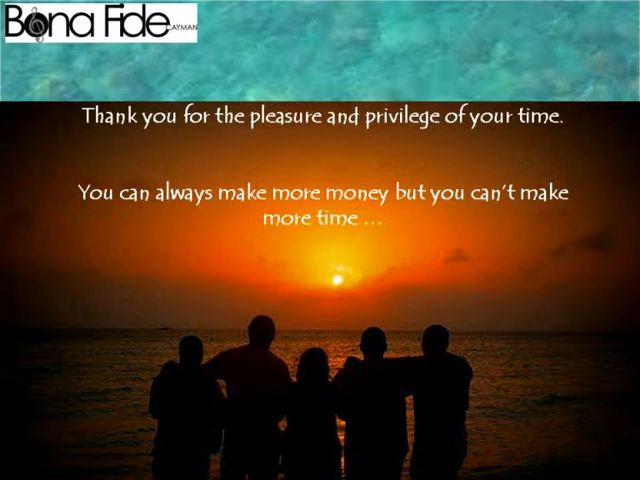 Bona Fide
CAYMAN
Thank you for the pleasure and privilege of your time.
You can always make more money but you can't make
more time ...